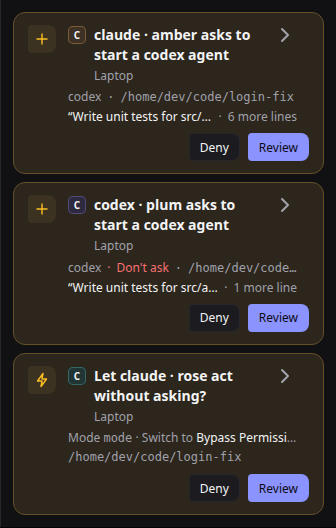 C claude · amber asks to
start a codex agent
Laptop
codex · /home/dev/code/login-fix
“Write unit tests for src/… · 6 more lines
Deny Review
C codex · plum asks to
start a codex agent
Laptop
codex · Don't ask · /home/dev/code…
“Write unit tests for src/a… · 1 more line
Deny Review
C Let claude · rose act
without asking?
Laptop
Mode mode · Switch to Bypass Permissi…
/home/dev/code/login-fix
Deny Review